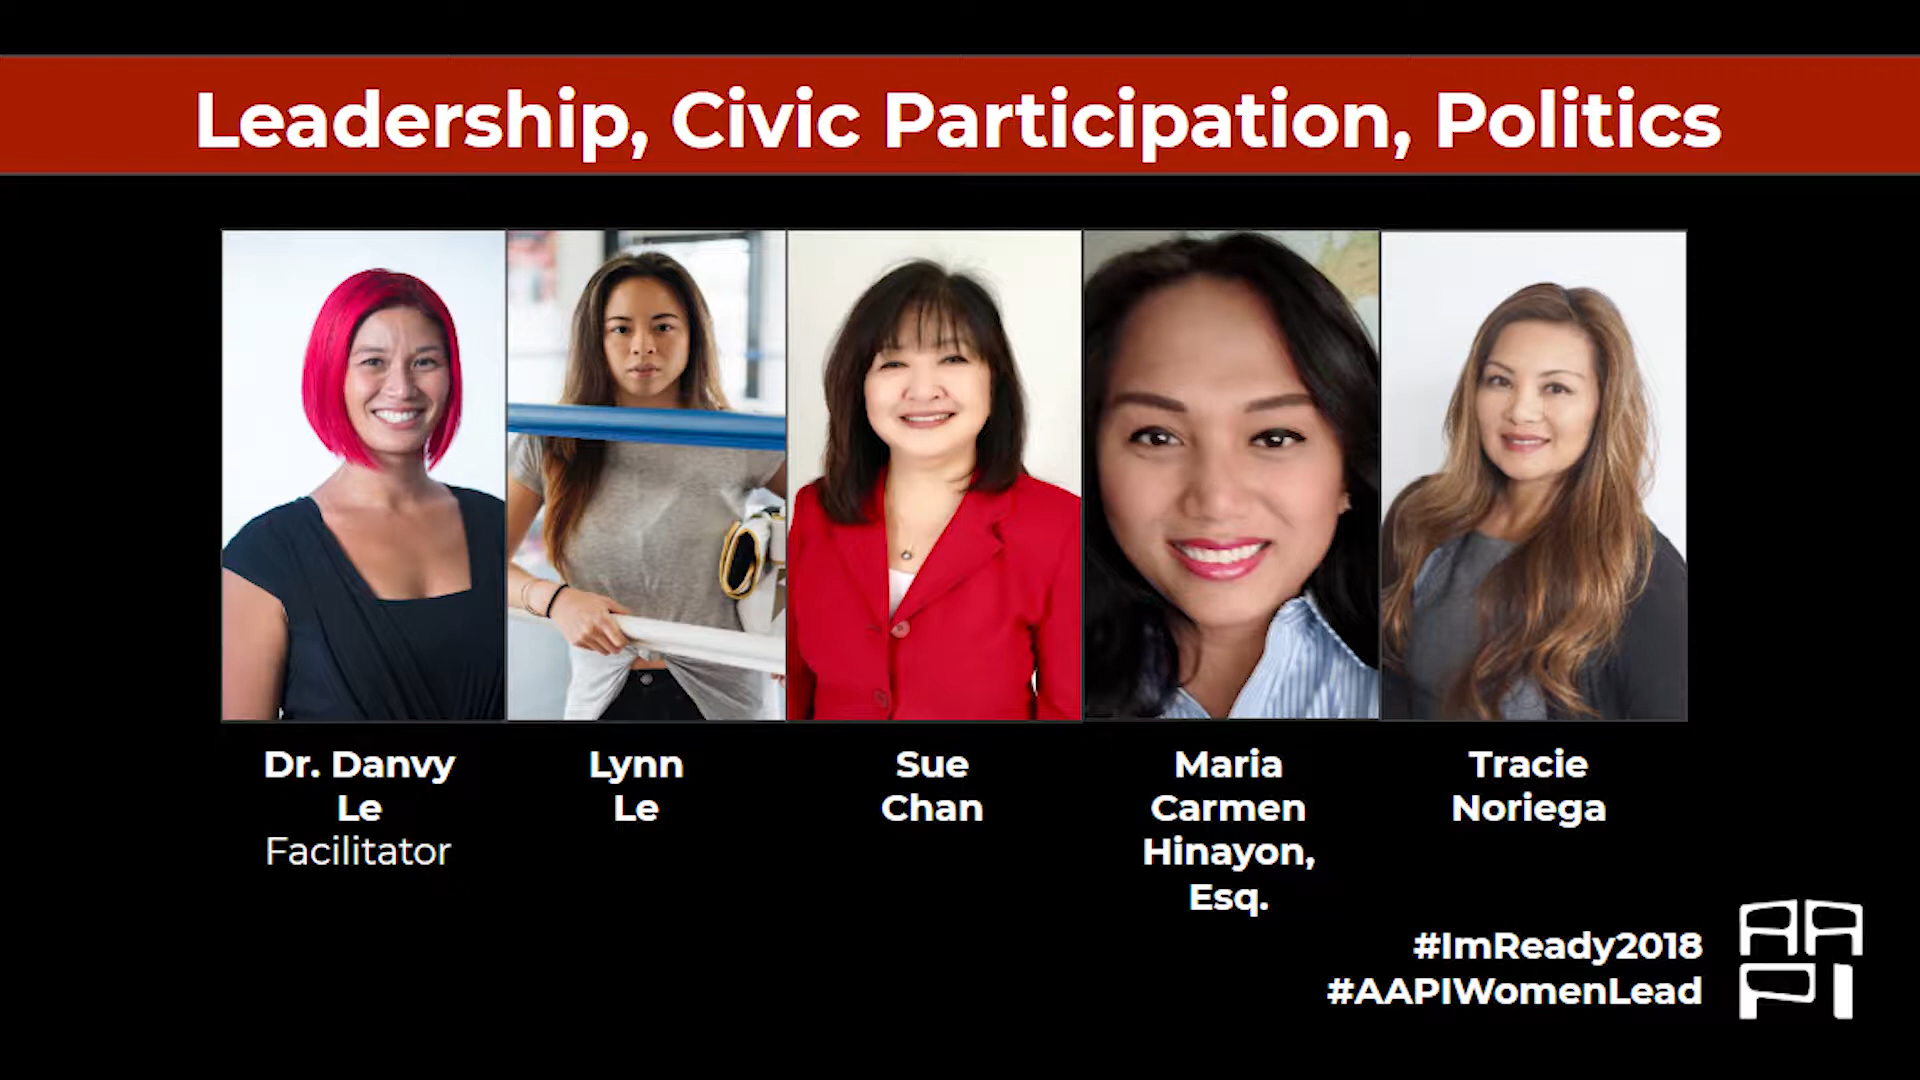 Leadership, Civic Participation, Politics
Dr. Danvy
Le
Facilitator
Lynn
Le
Sue
Chan
Maria
Carmen
Hinayon,
Esq.
Tracie
Noriega
#ImReady2018
#AAPIWomenLead
AA
PI